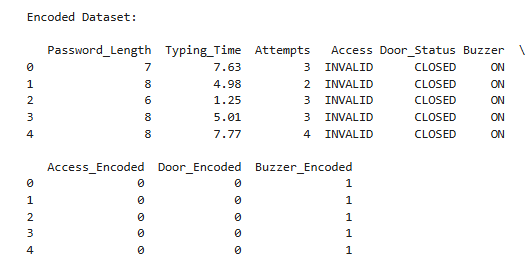 Encoded Dataset:
Password_Length Typing_Time Attempts Access Door_Status Buzzer \
0 7 7.63 3 INVALID CLOSED ON
1 8 4.98 2 INVALID CLOSED ON
2 6 1.25 3 INVALID CLOSED ON
3 8 5.01 3 INVALID CLOSED ON
4 8 7.77 4 INVALID CLOSED ON
Access_Encoded Door_Encoded Buzzer_Encoded
0 0 0 1
1 0 0 1
2 0 0 1
3 0 0 1
4 0 0 1